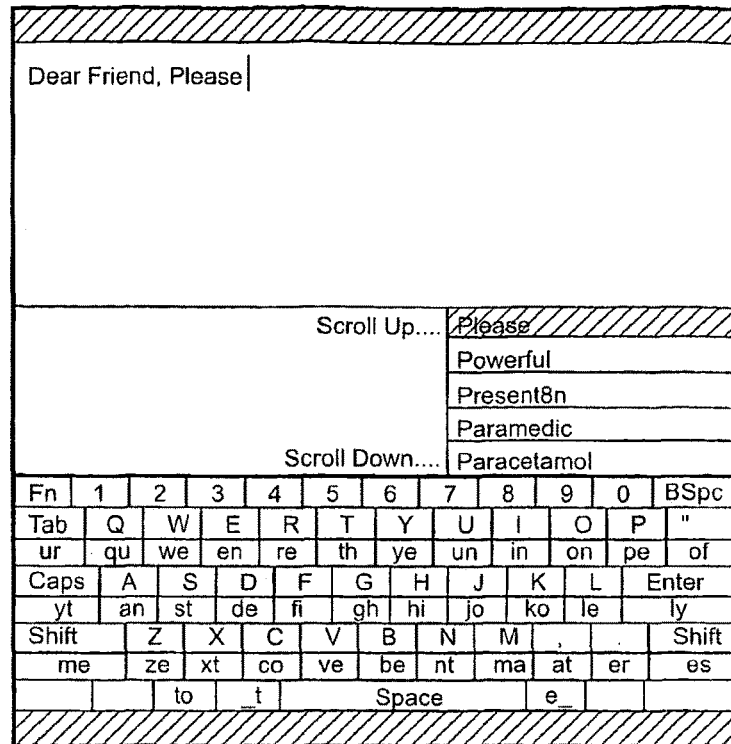 Dear Friend, Please
Scroll Up.... Please
Powerful
Present8n
Paramedic
Scroll Down.... Paracetamol
Fn 1 2 3 4 5 6 7 8 9 0 BSpc
Tab Q W E R T Y U I O P "
ur qu we en re th ye un in on pe of
Caps A S D F G H J K L Enter
yt an st de fi gh hi jo ko le ly
Shift Z X C V B N M , . Shift
me ze xt co ve be nt ma at er es
to _t Space e_